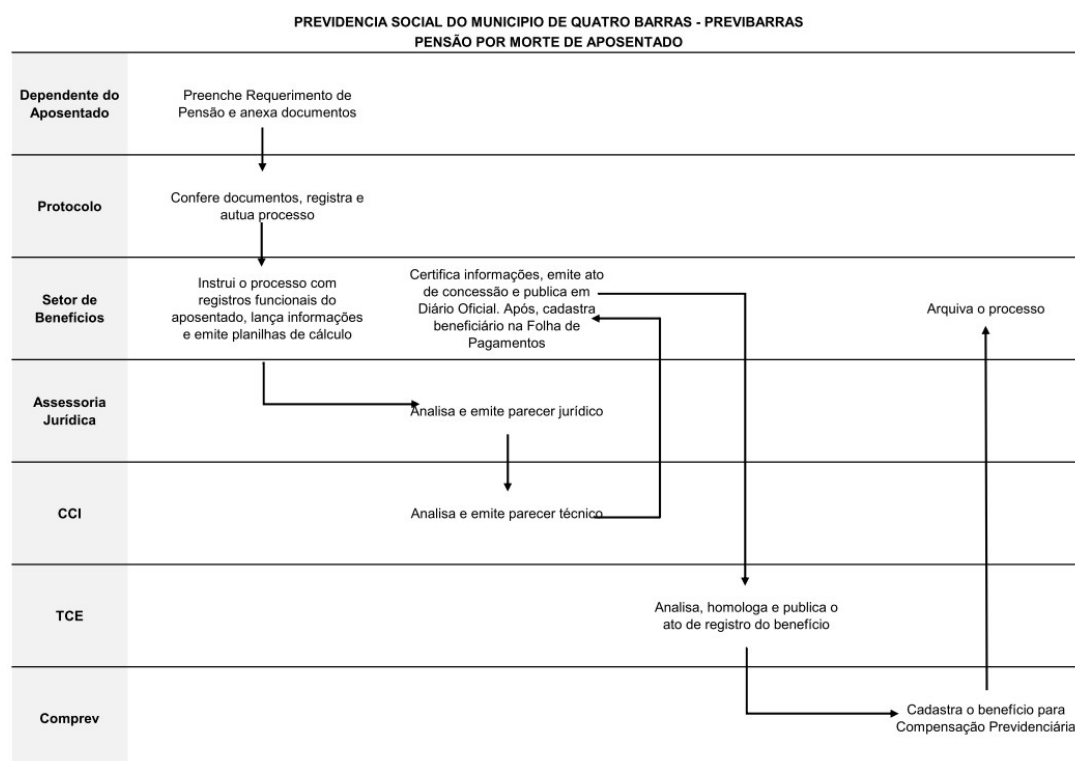 PREVIDENCIA SOCIAL DO MUNICIPIO DE QUATRO BARRAS - PREVIBARRAS
PENSÃO POR MORTE DE APOSENTADO
Dependente do
Aposentado
Preenche Requerimento de
Pensão e anexa documentos
Protocolo
Confere documentos, registra e
autua processo
Setor de
Benefícios
Instrui o processo com
registros funcionais do
aposentado, lança informações
e emite planilhas de cálculo
Certifica informações, emite ato
de concessão e publica em
Diário Oficial. Após, cadastra
beneficiário na Folha de
Pagamentos
Arquiva o processo
Assessoria
Jurídica
Analisa e emite parecer jurídico
CCI
Analisa e emite parecer técnico
TCE
Analisa, homologa e publica o
ato de registro do benefício
Comprev
Cadastra o benefício para
Compensação Previdenciária